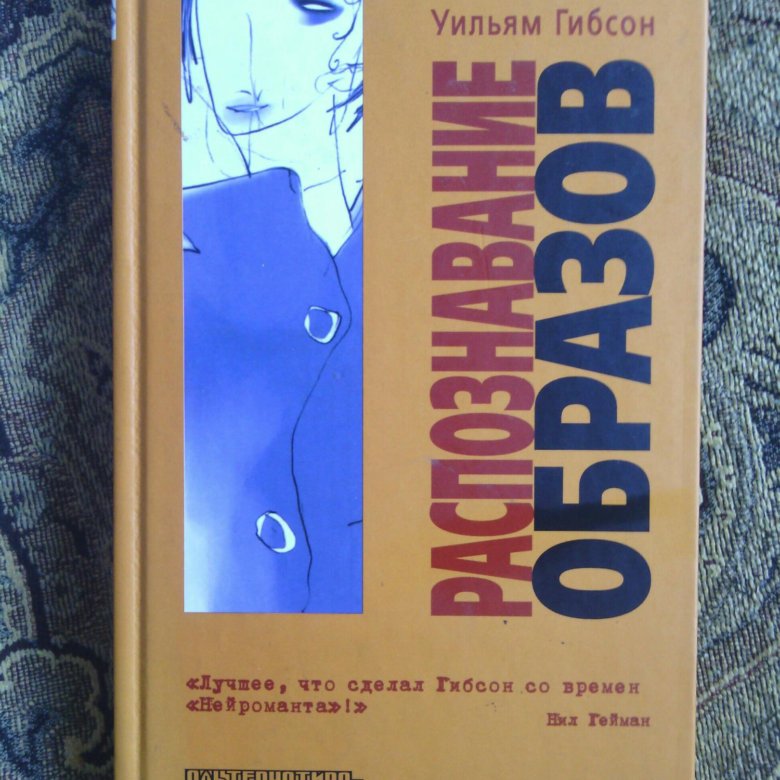 Уильям Гибсон
РАСПОЗНАВАНИЕ
ОБРАЗОВ
«Лучшее, что сделал Гибсон со времен
«Нейроманта»!»
Нил Гейман